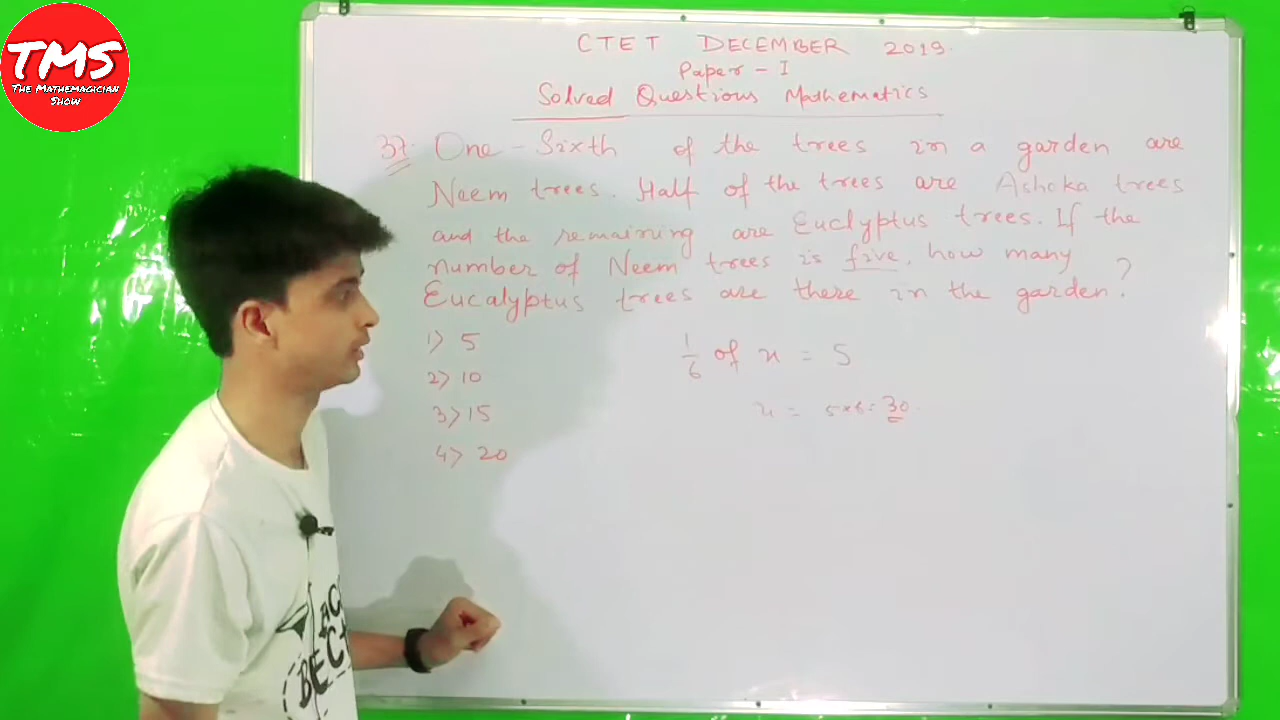 TMS
THE MATHEMAGICIAN
SHOW
CTET DECEMBER 2019.
Paper - I
Solved Questions Mathematics
37. One - Sixth of the trees in a garden are
Neem trees. Half of the trees are Ashoka trees
and the remaining are Euclyptus trees. If the
number of Neem trees is five, how many
Eucalyptus trees are there in the garden?
1> 5
2> 10
3> 15
4> 20
1/6 of x = 5
x = 5×6 = 30.